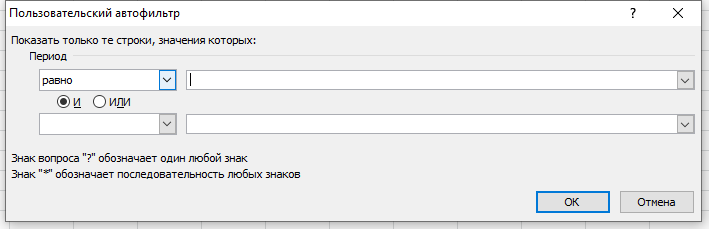 Пользовательский автофильтр
Показать только те строки, значения которых:
Период
равно
И ИЛИ
Знак вопроса "?" обозначает один любой знак
Знак "*" обозначает последовательность любых знаков
ОК Отмена